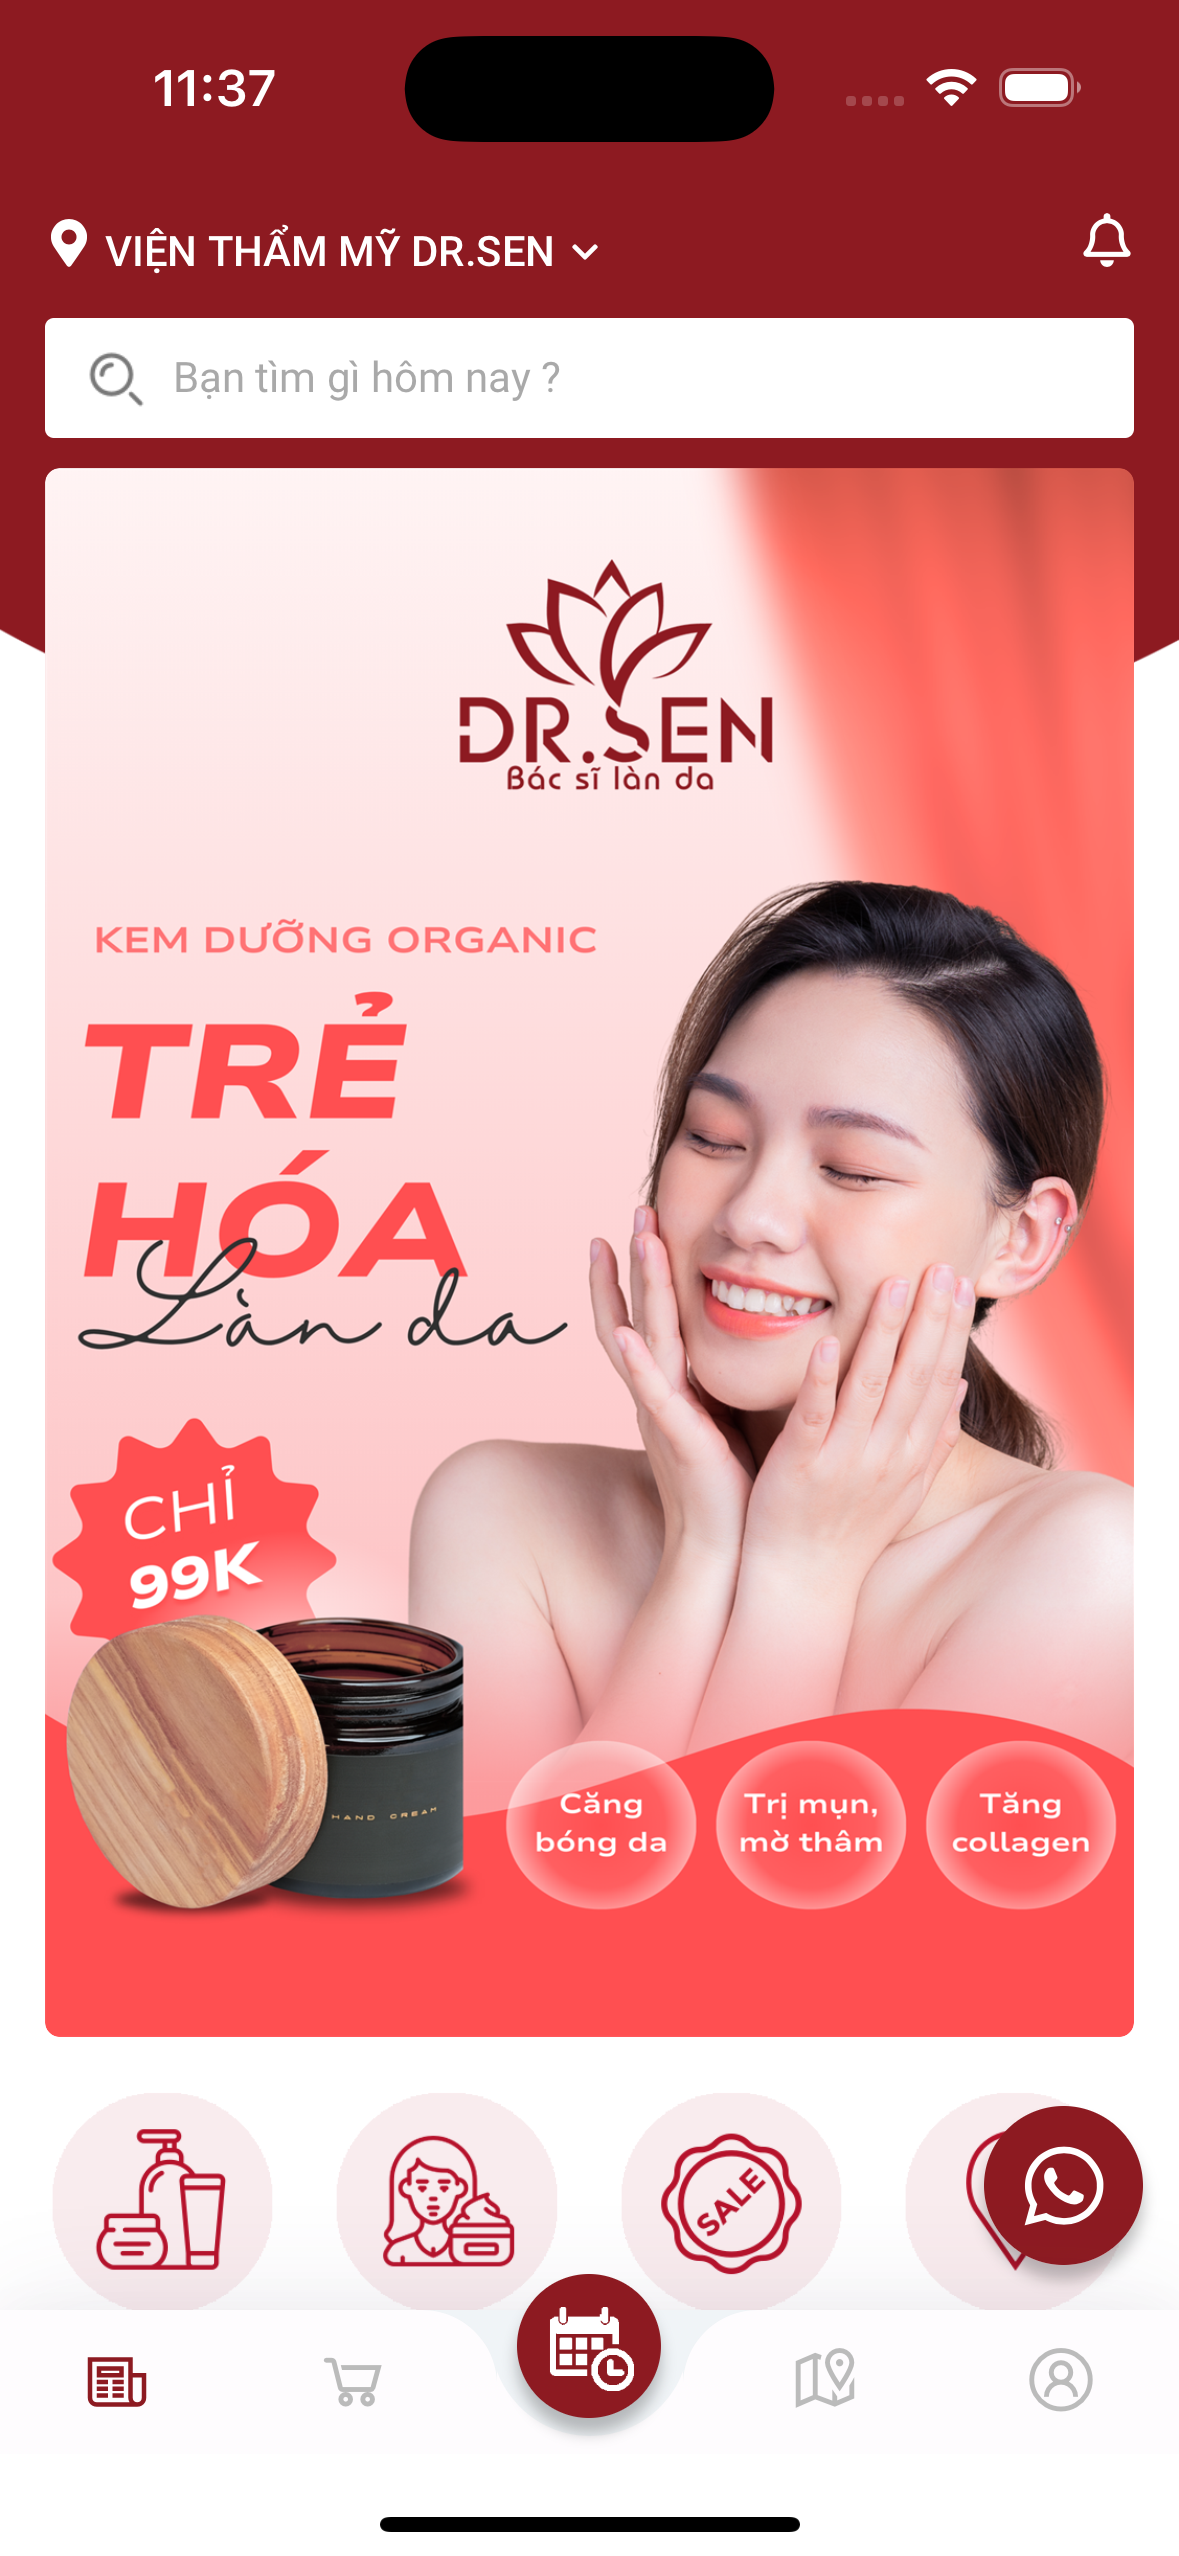 11:37
VIỆN THẨM MỸ DR.SEN
Bạn tìm gì hôm nay ?
DR.SEN
Bác sĩ làn da
KEM DƯỠNG ORGANIC
TRẺ
HÓA
Làn da
CHỈ
99K
HAND CREAM
Căng
bóng da
Trị mụn,
mờ thâm
Tăng
collagen
SALE